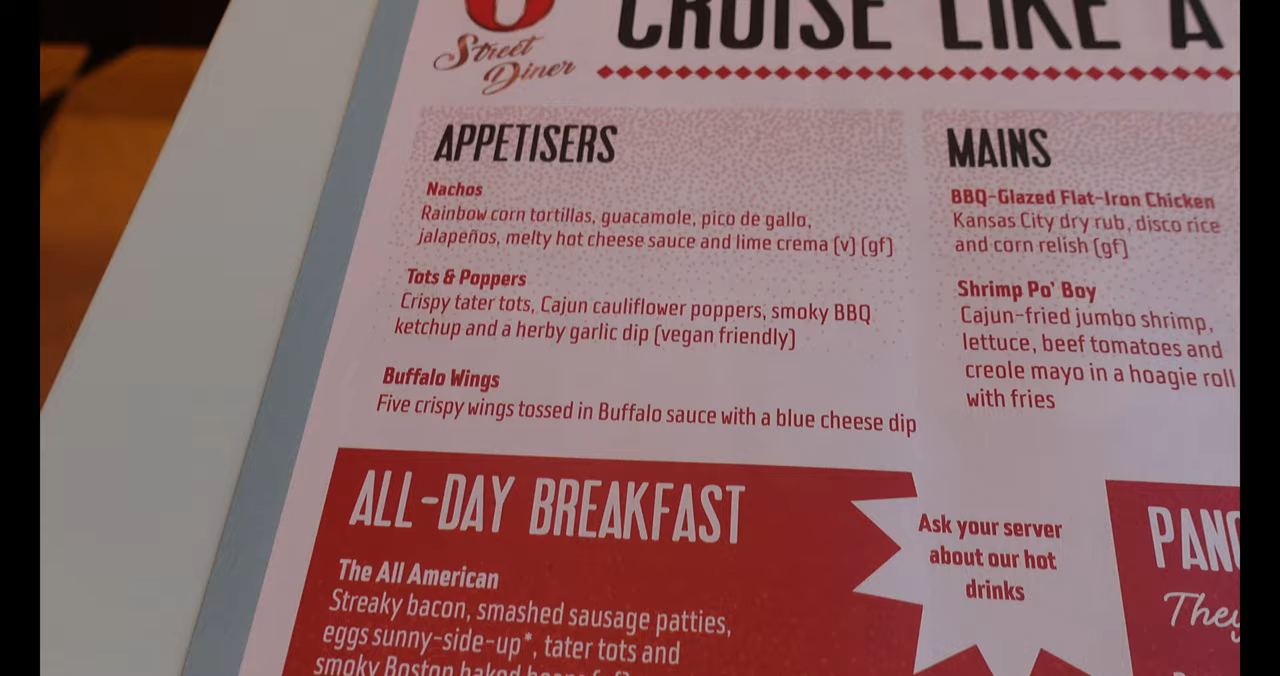 Street
Diner
CRUISE LIKE A
APPETISERS
Nachos
Rainbow corn tortillas, guacamole, pico de gallo,
jalapeños, melty hot cheese sauce and lime crema (v) (gf)
Tots & Poppers
Crispy tater tots, Cajun cauliflower poppers, smoky BBQ
ketchup and a herby garlic dip (vegan friendly)
Buffalo Wings
Five crispy wings tossed in Buffalo sauce with a blue cheese dip
MAINS
BBQ-Glazed Flat-Iron Chicken
Kansas City dry rub, disco rice
and corn relish (gf)
Shrimp Po' Boy
Cajun-fried jumbo shrimp,
lettuce, beef tomatoes and
creole mayo in a hoagie roll
with fries
ALL-DAY BREAKFAST
The All American
Streaky bacon, smashed sausage patties,
eggs sunny-side-up*, tater tots and
smoky Boston baked
Ask your server
about our hot
drinks
PANC
They